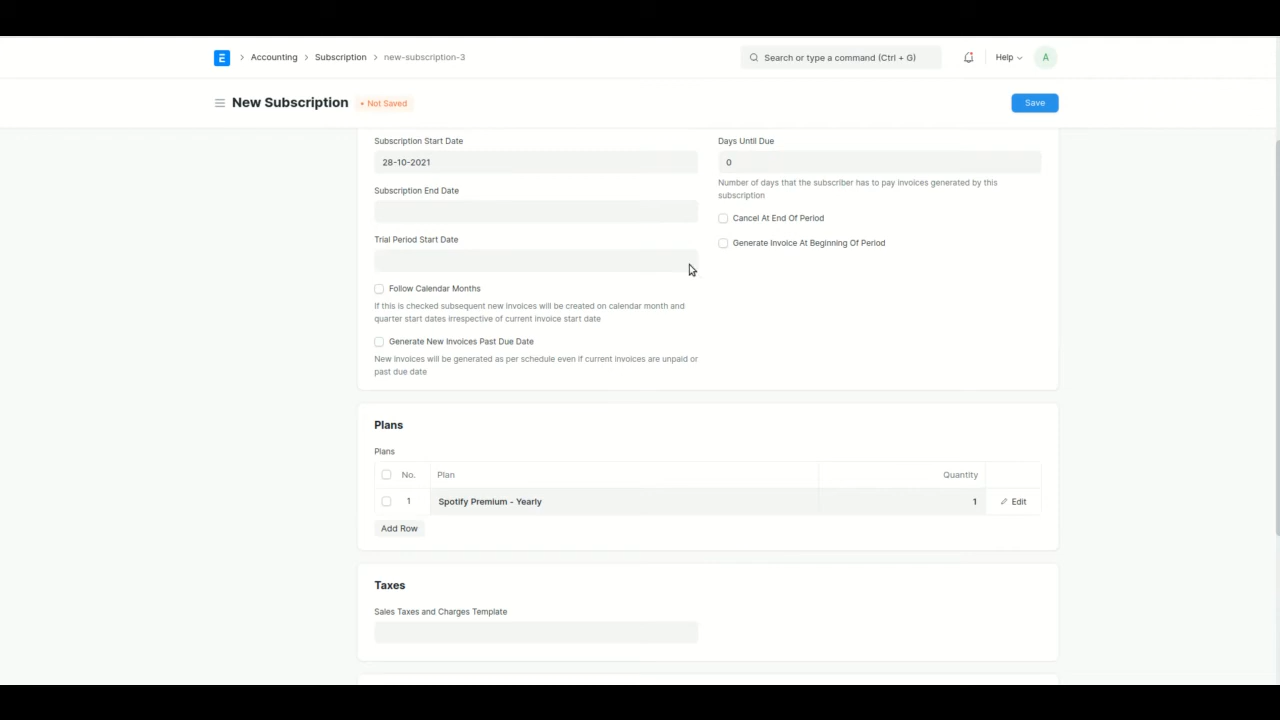 Accounting > Subscription > new-subscription-3
Search or type a command (Ctrl + G)
Help
A
New Subscription
• Not Saved
Save
Subscription Start Date
28-10-2021
Subscription End Date
Trial Period Start Date
Follow Calendar Months
If this is checked subsequent new invoices will be created on calendar month and
quarter start dates irrespective of current invoice start date
Generate New Invoices Past Due Date
New invoices will be generated as per schedule even if current invoices are unpaid or
past due date
Days Until Due
0
Number of days that the subscriber has to pay invoices generated by this
subscription
Cancel At End Of Period
Generate Invoice At Beginning Of Period
Plans
Plans
No. Plan Quantity
1 Spotify Premium - Yearly 1 Edit
Add Row
Taxes
Sales Taxes and Charges Template